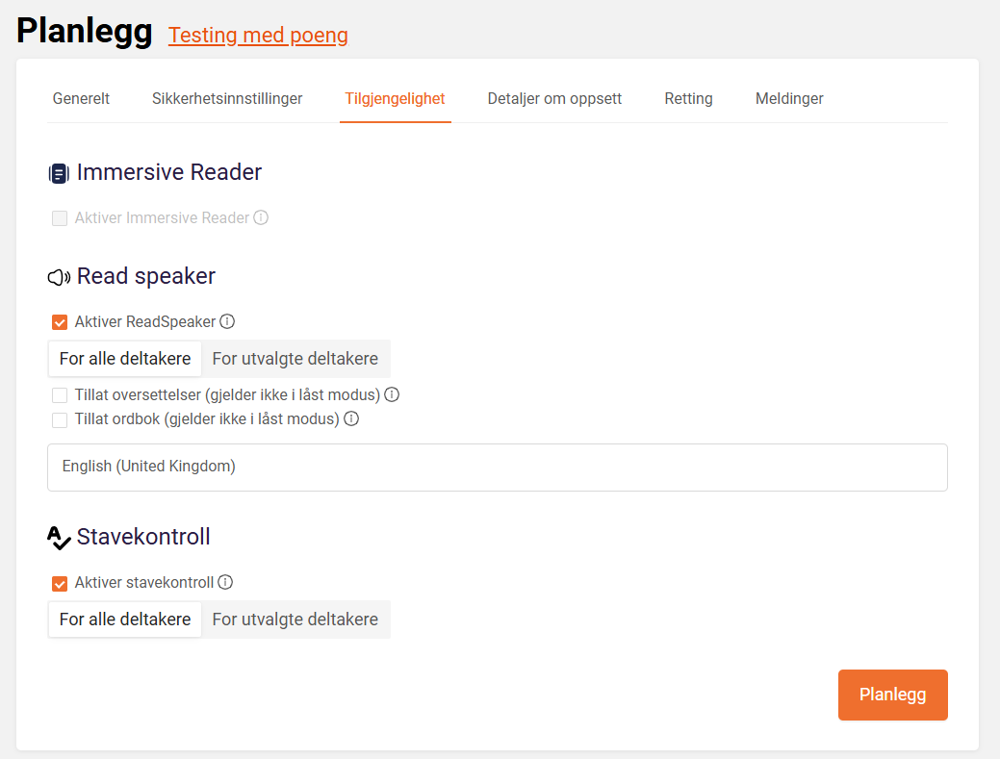 Planlegg Testing med poeng
Generelt Sikkerhetsinnstillinger Tilgjengelighet Detaljer om oppsett Retting Meldinger
Immersive Reader
Aktiver Immersive Reader
Read speaker
Aktiver ReadSpeaker
For alle deltakere For utvalgte deltakere
Tillat oversettelser (gjelder ikke i låst modus)
Tillat ordbok (gjelder ikke i låst modus)
English (United Kingdom)
Stavekontroll
Aktiver stavekontroll
For alle deltakere For utvalgte deltakere
Planlegg